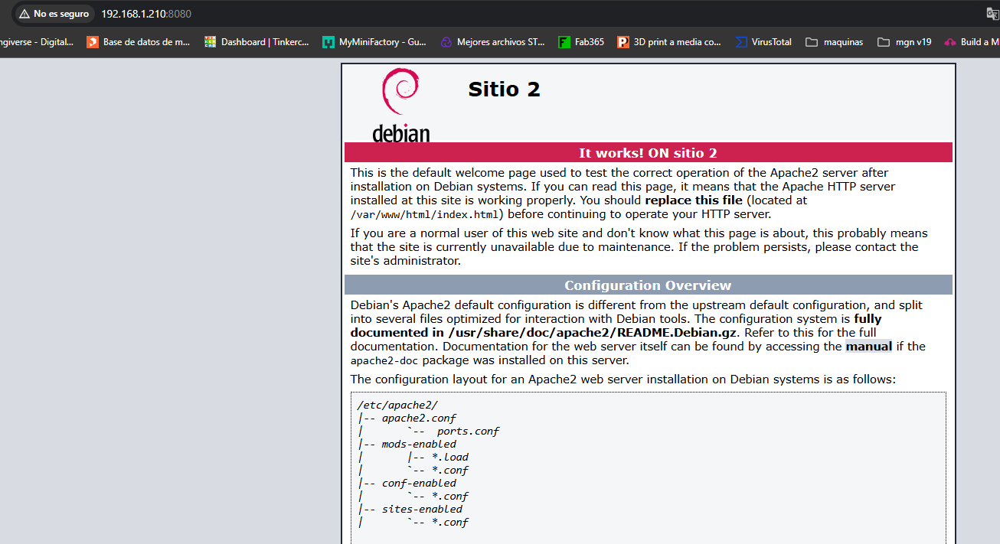 No es seguro 192.168.1.210:8080
ngiverse - Digital... Base de datos de m... Dashboard | Tinkerc... MyMiniFactory - Gu... Mejores archivos ST... Fab365 3D print a media co... VirusTotal maquinas mgn v19 Build a M
debian
Sitio 2
It works! ON sitio 2
This is the default welcome page used to test the correct operation of the Apache2 server after
installation on Debian systems. If you can read this page, it means that the Apache HTTP server
installed at this site is working properly. You should replace this file (located at
/var/www/html/index.html) before continuing to operate your HTTP server.
If you are a normal user of this web site and don't know what this page is about, this probably means
that the site is currently unavailable due to maintenance. If the problem persists, please contact the
site's administrator.
Configuration Overview
Debian's Apache2 default configuration is different from the upstream default configuration, and split
into several files optimized for interaction with Debian tools. The configuration system is fully
documented in /usr/share/doc/apache2/README.Debian.gz. Refer to this for the full
documentation. Documentation for the web server itself can be found by accessing the manual if the
apache2-doc package was installed on this server.
The configuration layout for an Apache2 web server installation on Debian systems is as follows:
/etc/apache2/
|-- apache2.conf
|       `--  ports.conf
|-- mods-enabled
|       |-- *.load
|       `-- *.conf
|-- conf-enabled
|       `-- *.conf
|-- sites-enabled
|       `-- *.conf